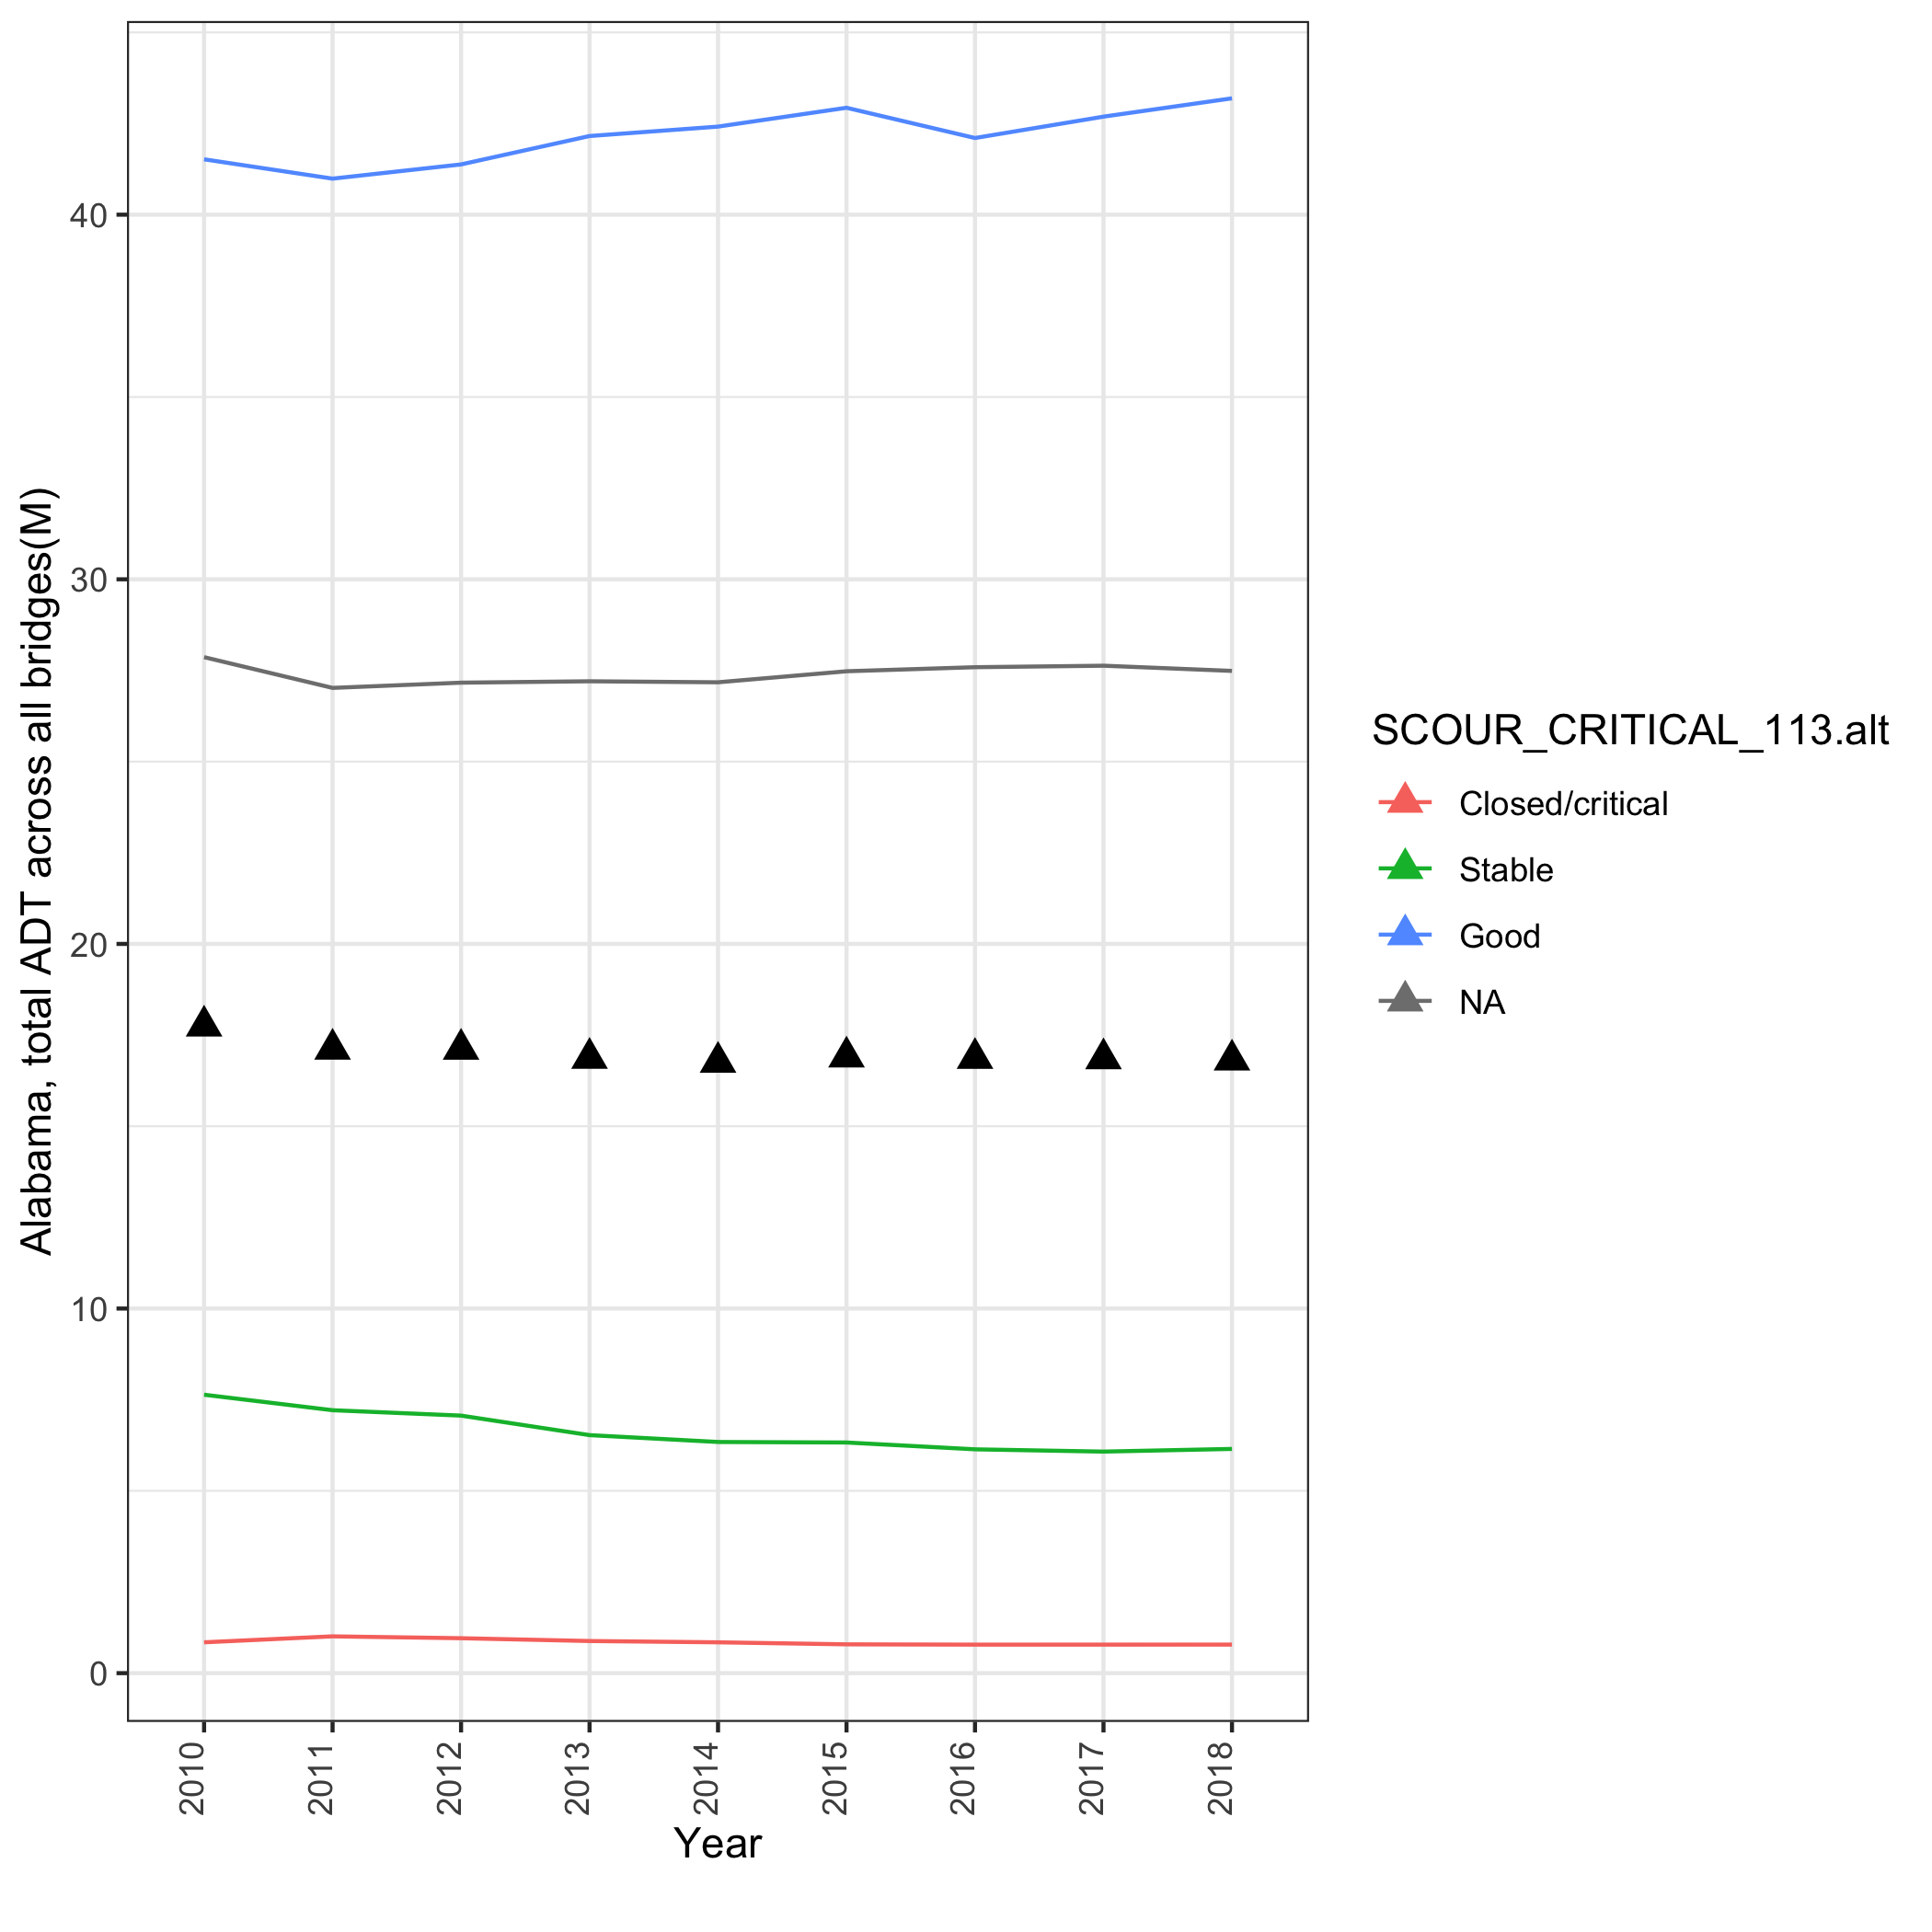 Alabama, total ADT across all bridges(M)
40
30
20
10
0
2010
2011
2012
2013
2014
2015
2016
2017
2018
Year
SCOUR_CRITICAL_113.alt
Closed/critical
Stable
Good
NA